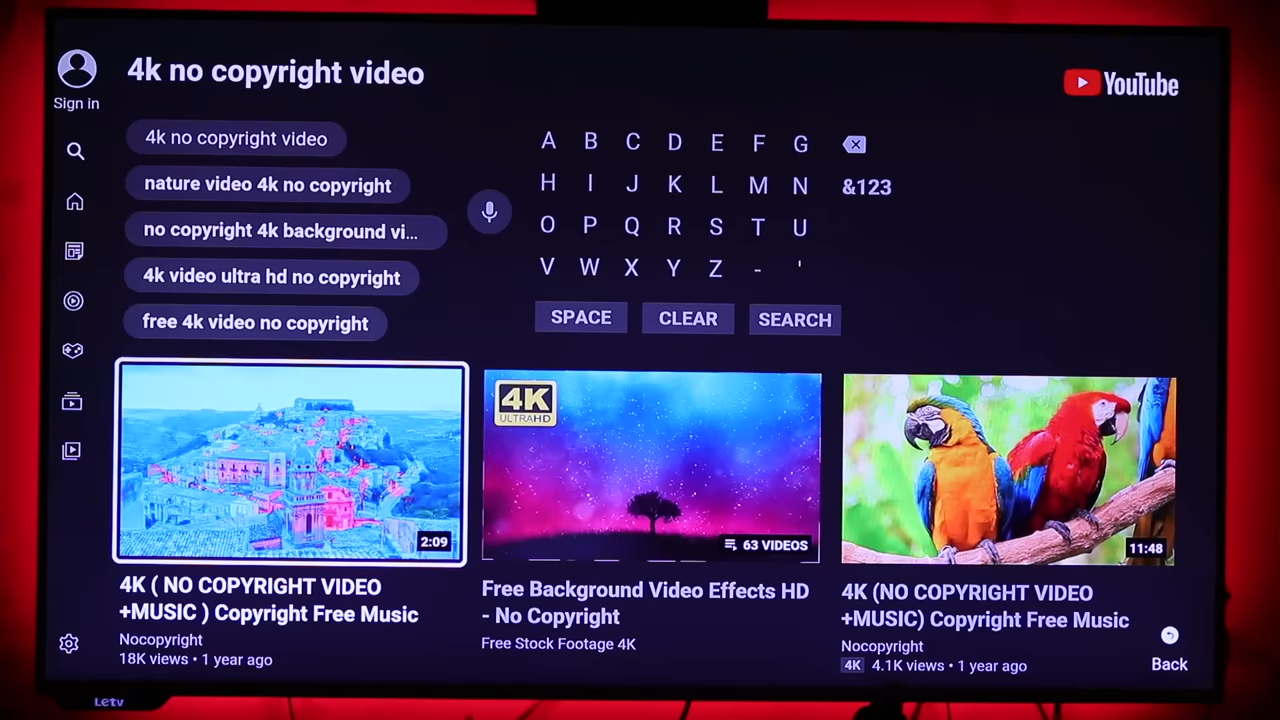 4k no copyright video
YouTube
Sign in
4k no copyright video
nature video 4k no copyright
no copyright 4k background vi...
4k video ultra hd no copyright
free 4k video no copyright
A B C D E F G
H I J K L M N &123
O P Q R S T U
V W X Y Z - '
SPACE CLEAR SEARCH
2:09
4K
ULTRAHD
63 VIDEOS
11:48
4K ( NO COPYRIGHT VIDEO
+MUSIC ) Copyright Free Music
Nocopyright
18K views • 1 year ago
Free Background Video Effects HD
- No Copyright
Free Stock Footage 4K
4K (NO COPYRIGHT VIDEO
+MUSIC) Copyright Free Music
Nocopyright
4K 4.1K views • 1 year ago
Back
Letv